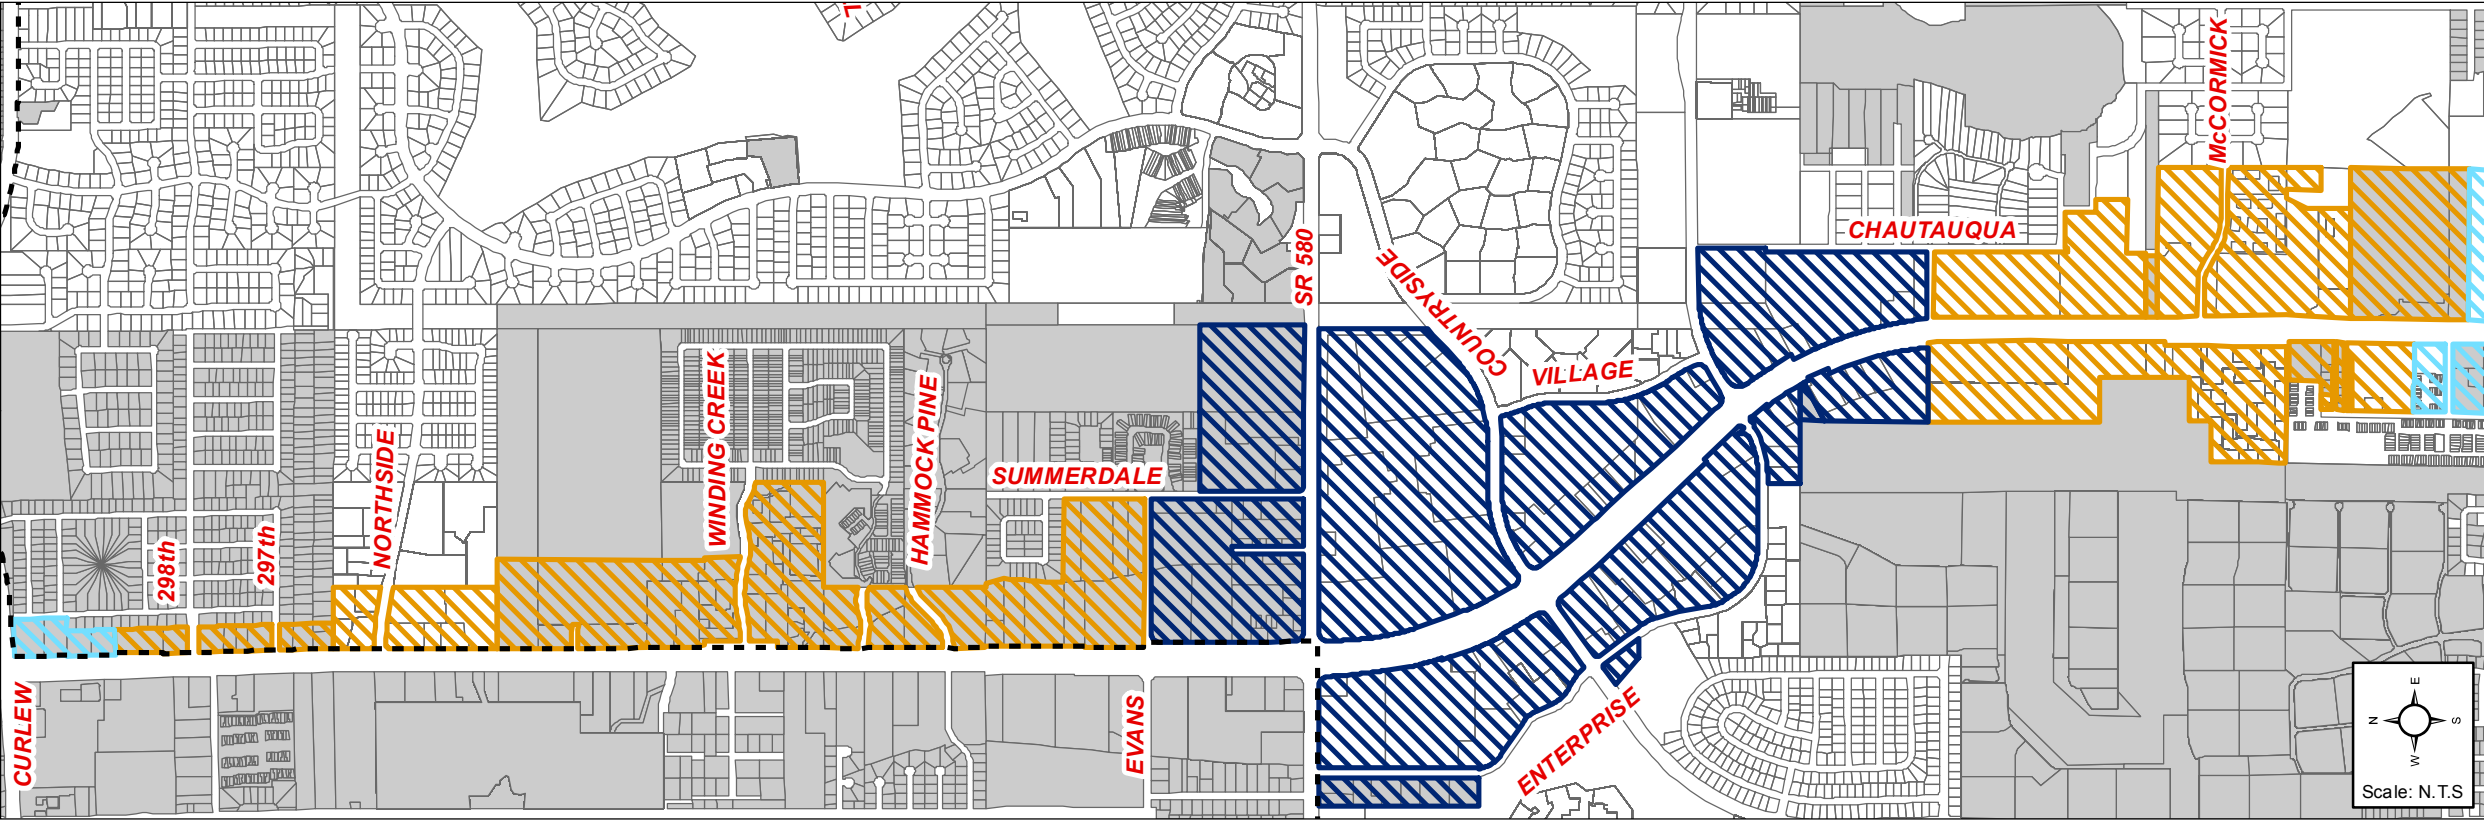 L
McCORMICK
CHAUTAUQUA
SR 580
COUNTRYSIDE
VILLAGE
WINDING CREEK
HAMMOCK PINE
SUMMERDALE
NORTHSIDE
298th
297th
CURLEW
EVANS
ENTERPRISE
E
N
S
W
Scale: N.T.S